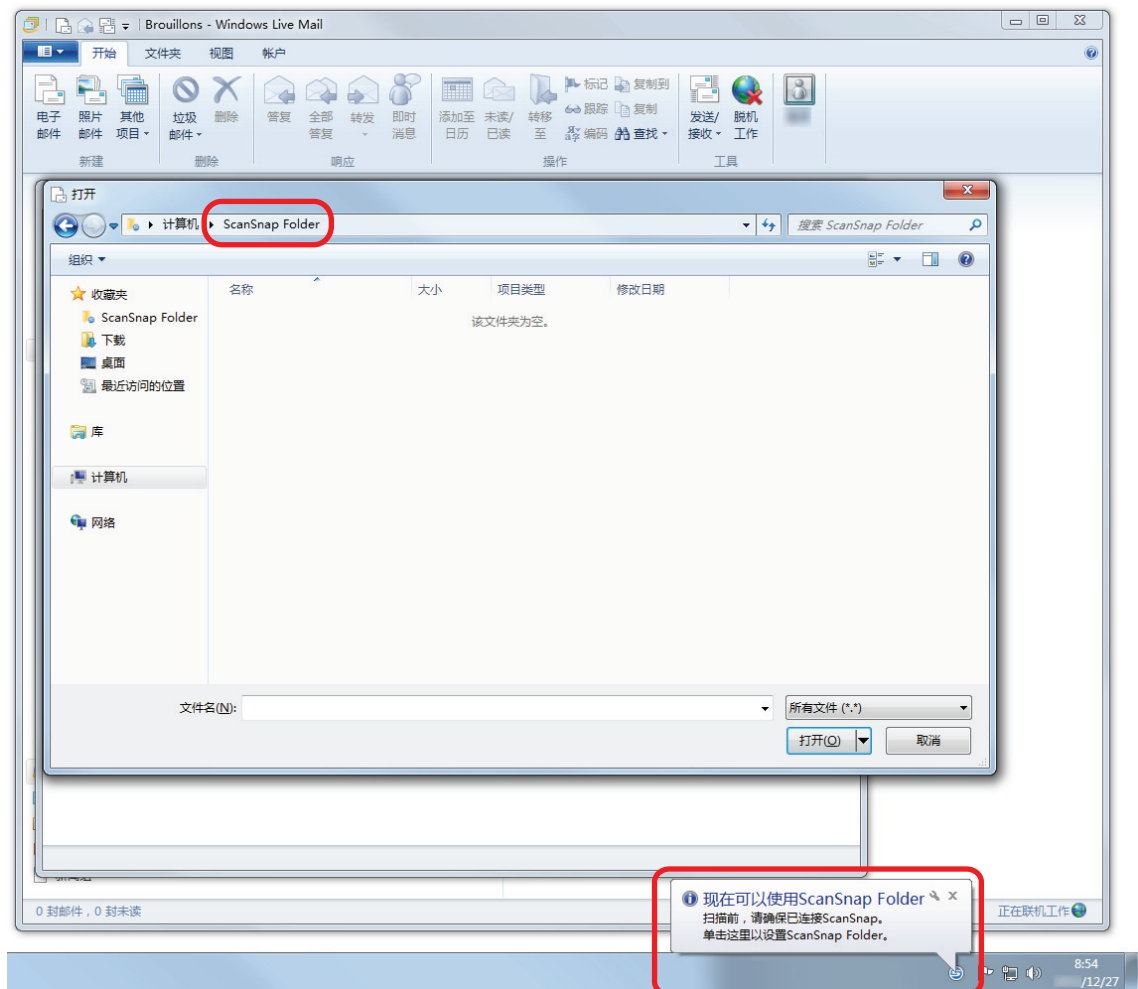 Brouillons - Windows Live Mail
开始 文件夹 视图 帐户
电子邮件 照片邮件 其他项目 垃圾邮件 删除 答复 全部答复 转发 即时消息 添加至日历 未读/已读 转移至 标记 跟踪 编码 复制到 复制 查找 发送/接收 脱机工作
新建 删除 响应 操作 工具
打开
计算机 ScanSnap Folder 搜索 ScanSnap Folder
组织
名称 大小 项目类型 修改日期
该文件夹为空。
收藏夹
ScanSnap Folder
下载
桌面
最近访问的位置
库
计算机
网络
文件名(N): 所有文件 (*.*)
打开(O) 取消
现在可以使用ScanSnap Folder
扫描前，请确保已连接ScanSnap。
单击这里以设置ScanSnap Folder。
0 封邮件，0 封未读 正在联机工作
8:54
/12/27